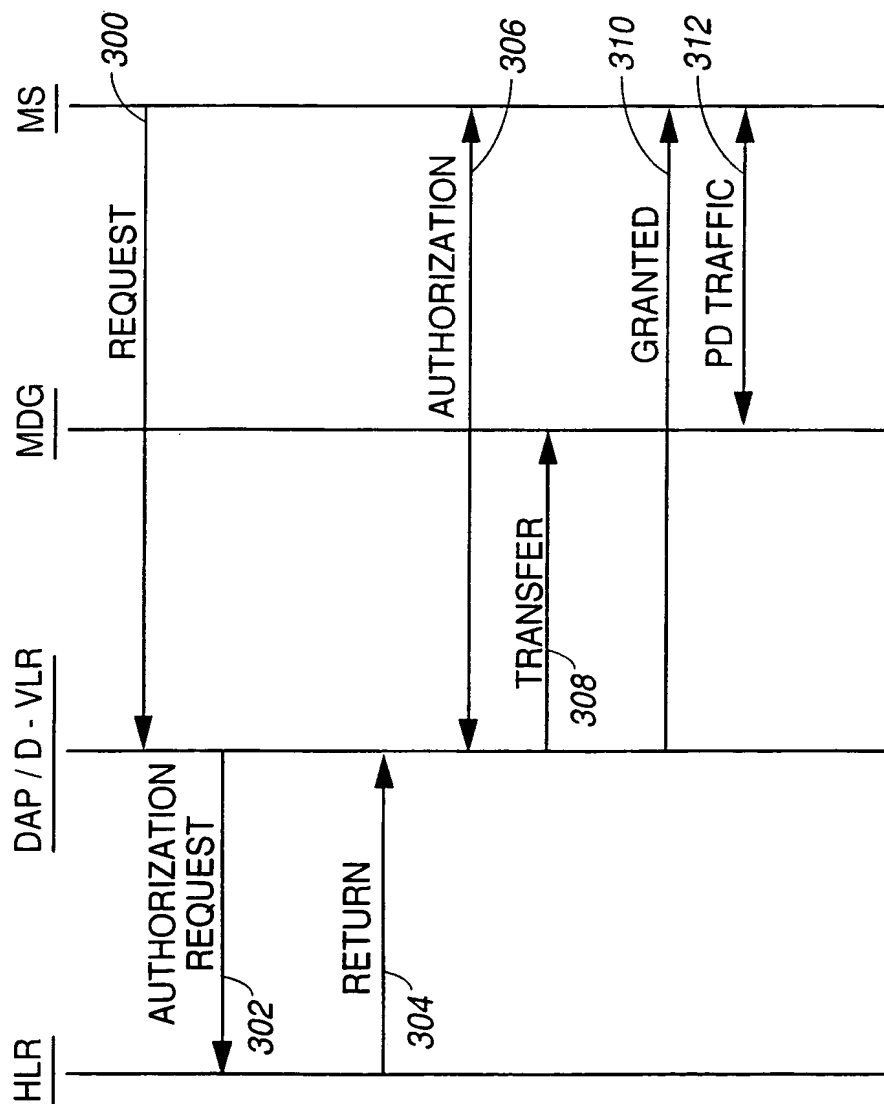 HLR
DAP / D - VLR
MDG
MS
REQUEST
300
AUTHORIZATION
REQUEST
302
RETURN
304
AUTHORIZATION
306
TRANSFER
308
GRANTED
310
PD TRAFFIC
312